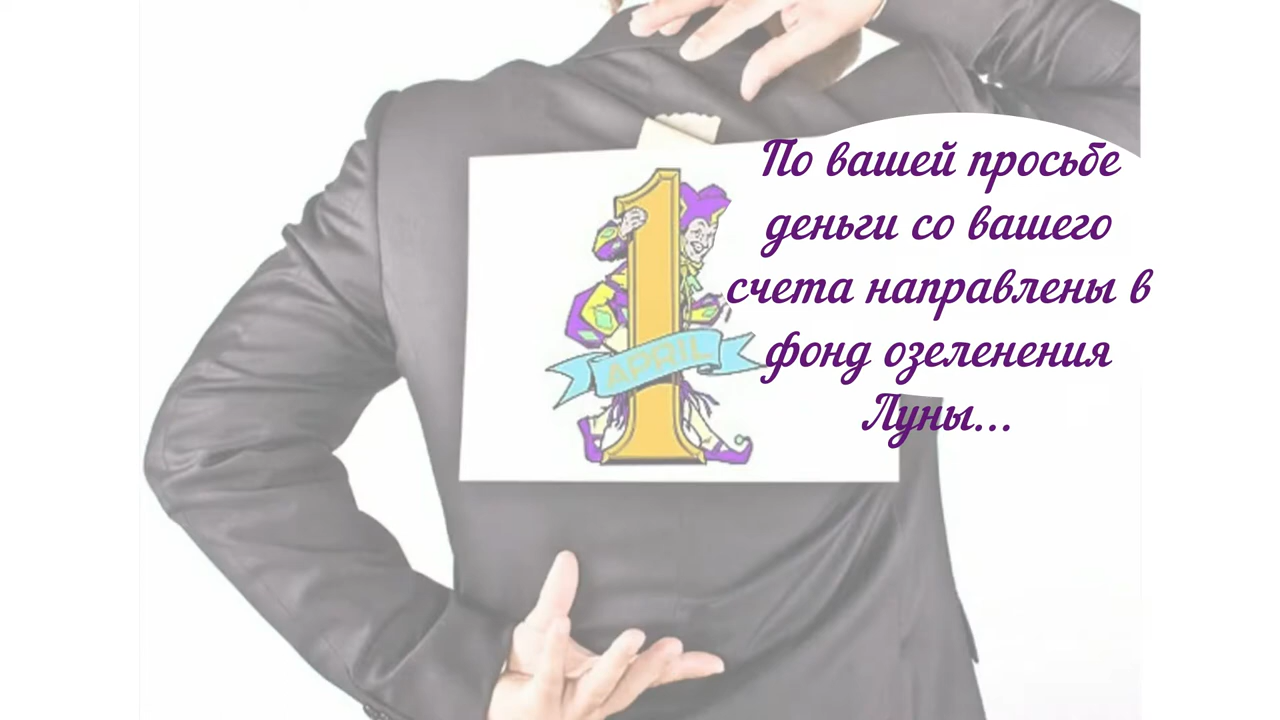 По вашей просьбе
деньги со вашего
счета направлены в
фонд озеленения
Луны...
1
APRIL